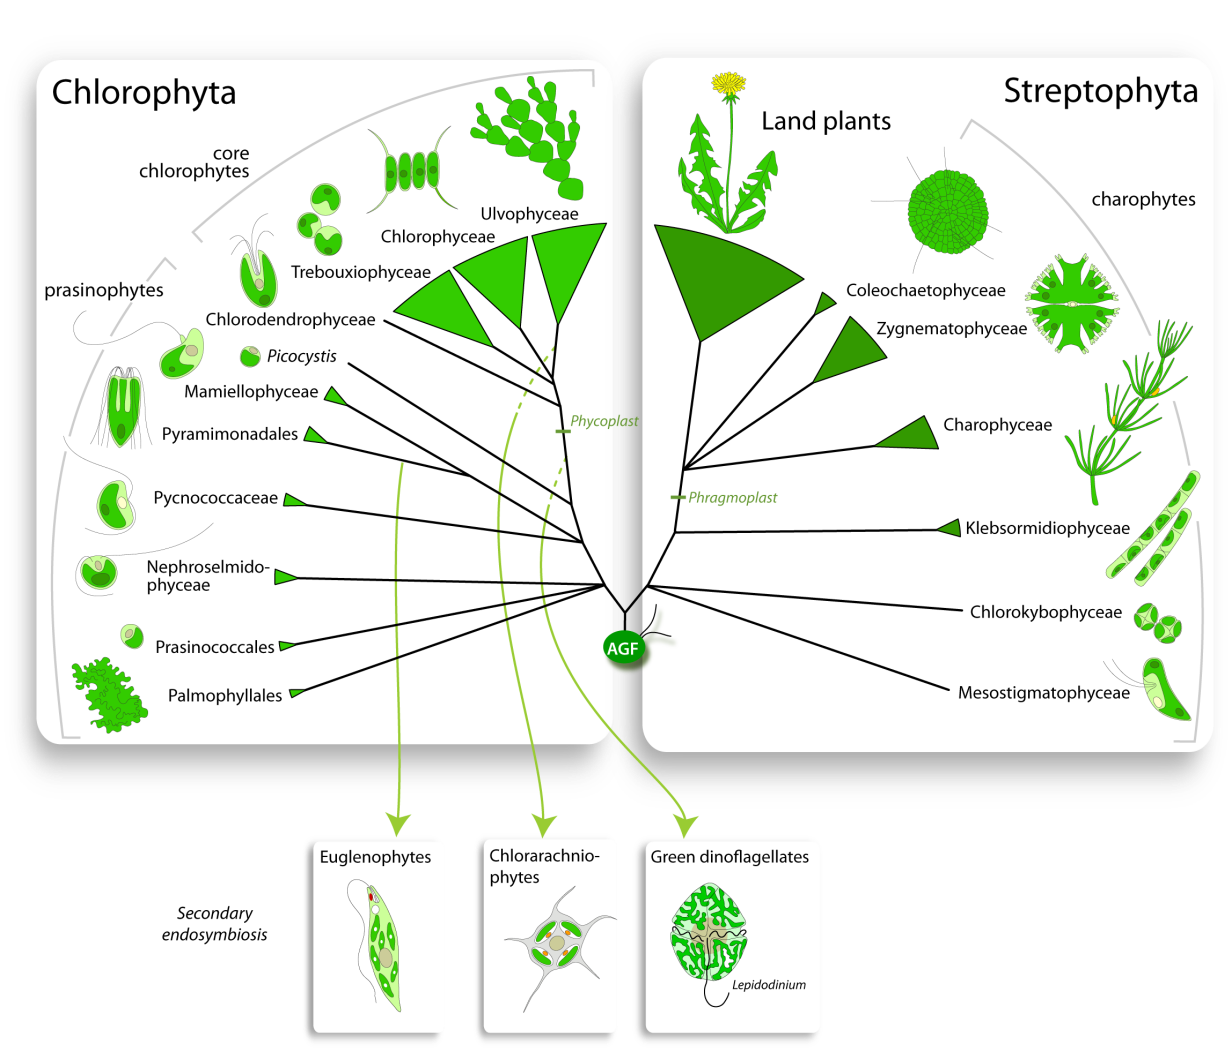 Chlorophyta
Streptophyta
Land plants
core
chlorophytes
charophytes
Ulvophyceae
Chlorophyceae
Trebouxiophyceae
prasinophytes
Chlorodendrophyceae
Picocystis
Mamiellophyceae
Pyramimonadales
Pycnococcaceae
Nephroselmido-
phyceae
Prasinococcales
Palmophyllales
Phycoplast
Coleochaetophyceae
Zygnematophyceae
Charophyceae
Phragmoplast
Klebsormidiophyceae
Chlorokybophyceae
Mesostigmatophyceae
AGF
Secondary
endosymbiosis
Euglenophytes
Chlorarachnio-
phytes
Green dinoflagellates
Lepidodinium